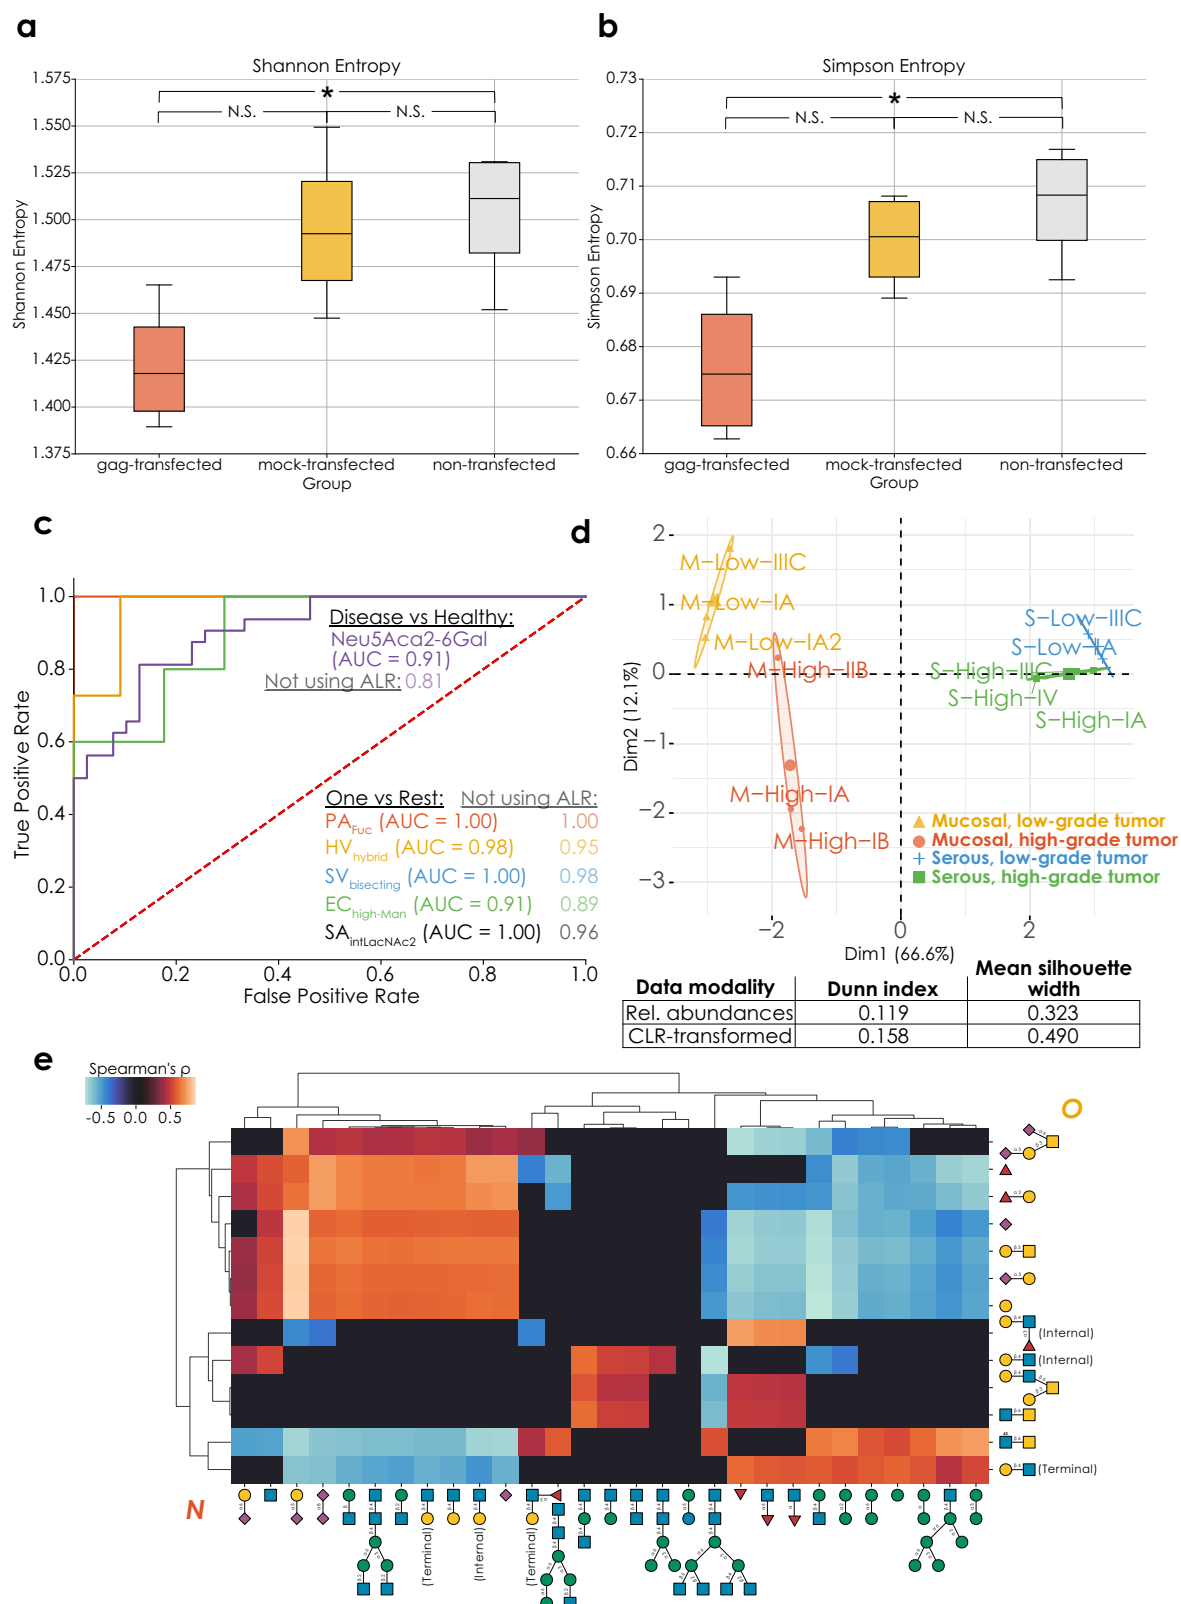 a
Shannon Entropy
1.575
1.550
1.525
1.500
1.475
1.450
1.425
1.400
1.375
Shannon Entropy
*
N.S.
N.S.
gag-transfected
mock-transfected
non-transfected
Group
b
Simpson Entropy
0.73
0.72
0.71
0.70
0.69
0.68
0.67
0.66
Simpson Entropy
*
N.S.
N.S.
gag-transfected
mock-transfected
non-transfected
Group
c
1.0
0.8
0.6
0.4
0.2
0.0
True Positive Rate
Disease vs Healthy:
Neu5Aca2-6Gal
(AUC = 0.91)
Not using ALR: 0.81
One vs Rest: Not using ALR:
PAFuc (AUC = 1.00) 1.00
HVhybrid (AUC = 0.98) 0.95
SVbisecting (AUC = 1.00) 0.98
EChigh-Man (AUC = 0.91) 0.89
SAintLacNAc2 (AUC = 1.00) 0.96
0.0 0.2 0.4 0.6 0.8 1.0
False Positive Rate
d
2
1
0
−1
−2
−3
Dim2 (12.1%)
M−Low−IIIC
M−Low−IA
M−Low−IA2
M−High−IIB
M−High−IA
M−High−IB
S−Low−IIIC
S−Low−IA
S−High−IIIC
S−High−IV
S−High−IA
Mucosal, low-grade tumor
Mucosal, high-grade tumor
Serous, low-grade tumor
Serous, high-grade tumor
−2 0 2
Dim1 (66.6%)
Data modality Dunn index Mean silhouette width
Rel. abundances 0.119 0.323
CLR-transformed 0.158 0.490
e
Spearman's ρ
-0.5 0.0 0.5
O
(Internal)
(Internal)
(Terminal)
N
(Terminal)
(Internal)
(Terminal)